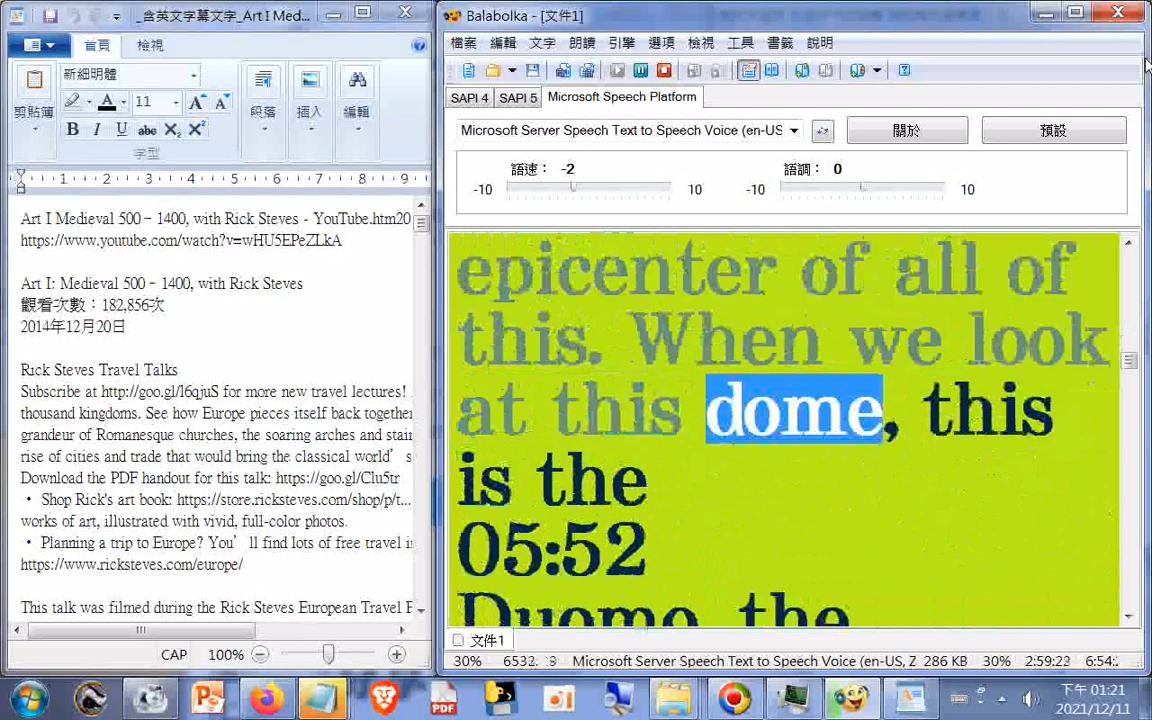 _含英文字幕文字_Art I Med...
首頁 檢視
新細明體
11
剪貼簿
段落
插入
編輯
字型
1 2 3 4 5 6 7 8 9
Art I Medieval 500–1400, with Rick Steves - YouTube.htm20
https://www.youtube.com/watch?v=wHU5EPeZLkA
Art I: Medieval 500–1400, with Rick Steves
觀看次數：182,856次
2014年12月20日
Rick Steves Travel Talks
Subscribe at http://goo.gl/l6qjuS for more new travel lectures!
thousand kingdoms. See how Europe pieces itself back together
grandeur of Romanesque churches, the soaring arches and stai
rise of cities and trade that would bring the classical world's
Download the PDF handout for this talk: https://goo.gl/Clu5tr
• Shop Rick's art book: https://store.ricksteves.com/shop/p/t...
works of art, illustrated with vivid, full-color photos.
• Planning a trip to Europe? You'll find lots of free travel i
https://www.ricksteves.com/europe/
This talk was filmed during the Rick Steves European Travel F
CAP 100%
Balabolka - [文件1]
檔案 編輯 文字 朗讀 引擎 選項 檢視 工具 書籤 說明
SAPI 4 SAPI 5 Microsoft Speech Platform
Microsoft Server Speech Text to Speech Voice (en-US
關於
預設
語速： -2
語調： 0
-10 10 -10 10
epicenter of all of
this. When we look
at this dome, this
is the
05:52
Duomo, the
文件1
30% Microsoft Server Speech Text to Speech Voice (en-US, Z 286 KB 30% 2:59:22
下午 01:21
2021/12/11